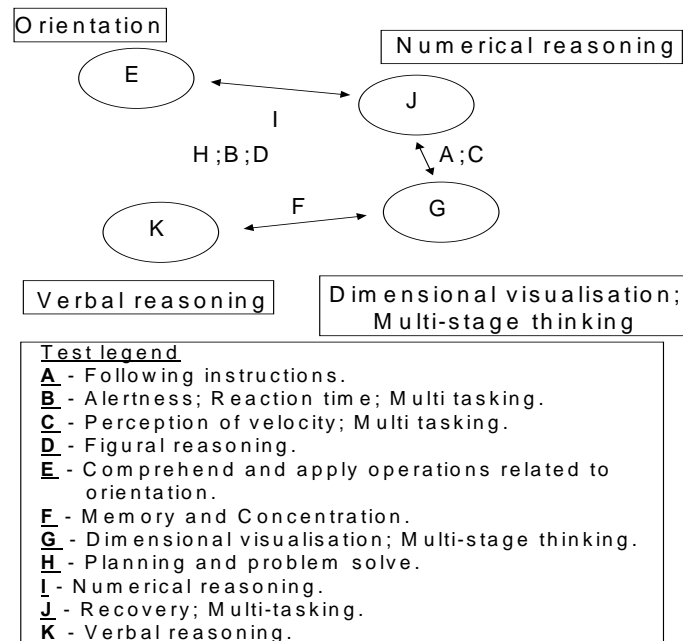 Orientation
Numerical reasoning
E
J
I
H;B;D
A;C
F
G
K
Verbal reasoning
Dimensional visualisation;
Multi-stage thinking
Test legend
A - Following instructions.
B - Alertness; Reaction time; Multi tasking.
C - Perception of velocity; Multi tasking.
D - Figural reasoning.
E - Comprehend and apply operations related to
orientation.
F - Memory and Concentration.
G - Dimensional visualisation; Multi-stage thinking.
H - Planning and problem solve.
I - Numerical reasoning.
J - Recovery; Multi-tasking.
K - Verbal reasoning.